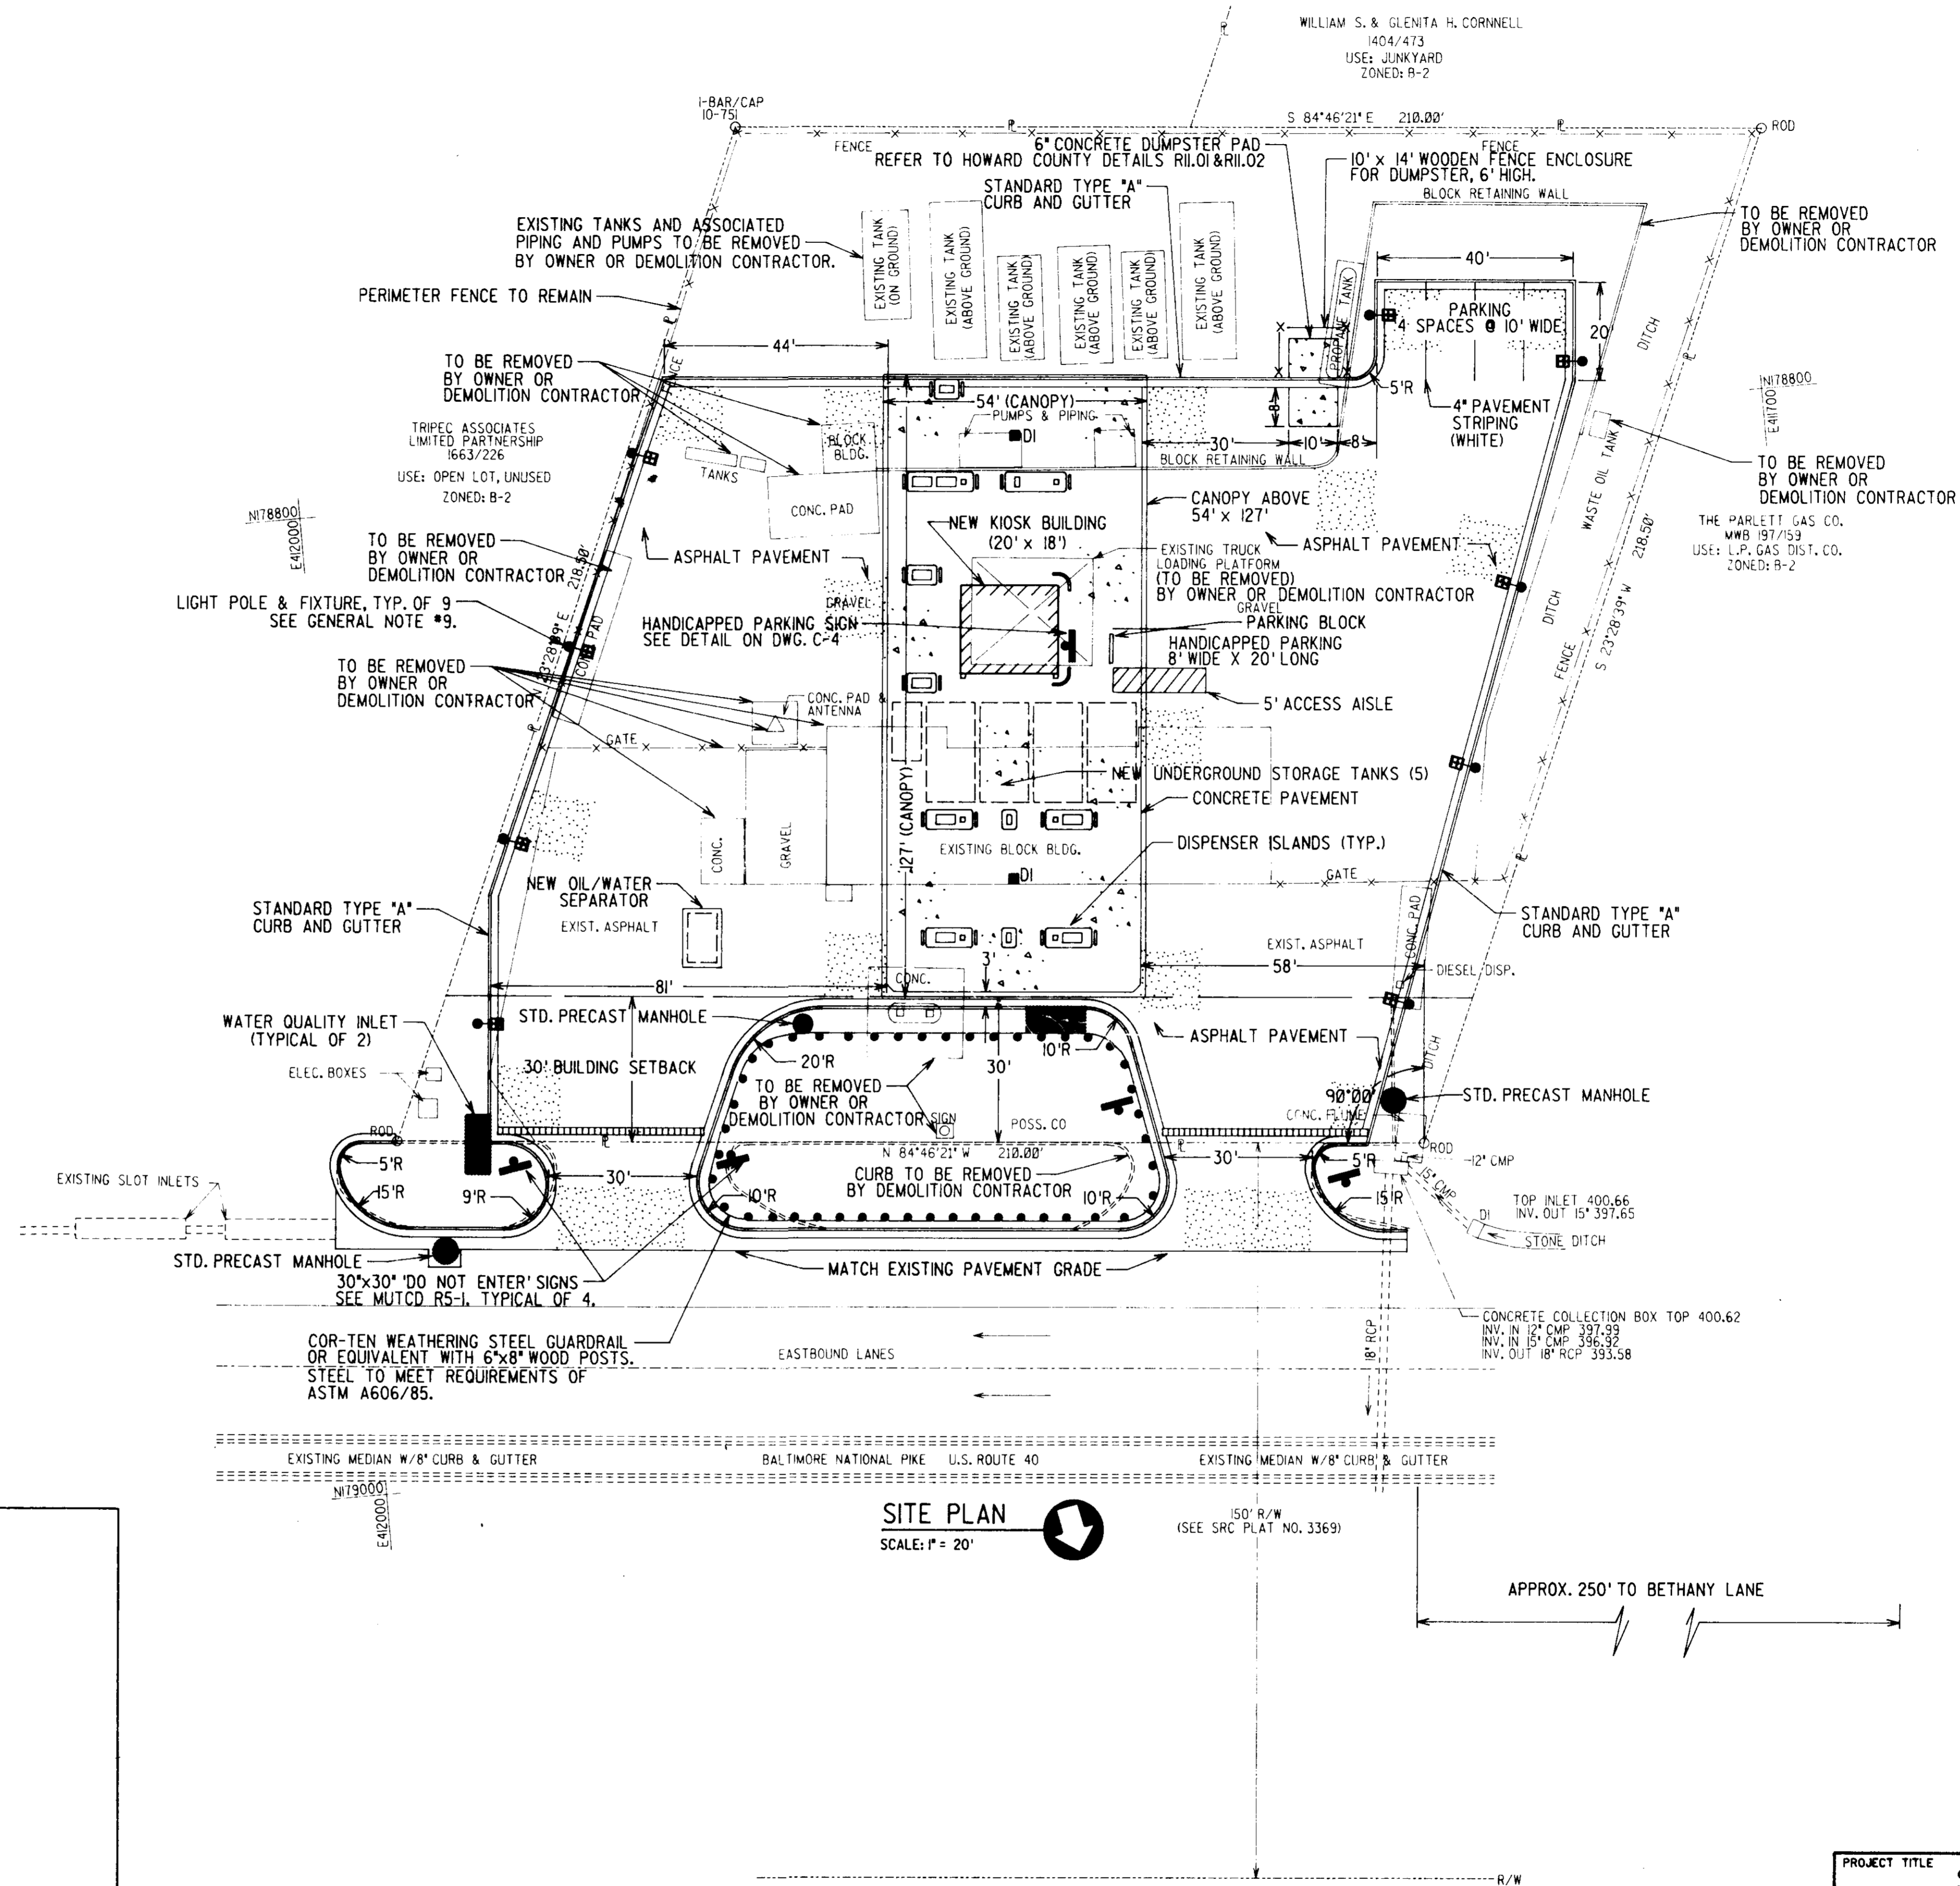 WILLIAM S. & GLENITA H. CORNNELL
1404/473
USE: JUNKYARD
ZONED: B-2
I-BAR/CAP
10-751
S 84°46'21" E 210.00'
ROD
FENCE
FENCE
6" CONCRETE DUMPSTER PAD
REFER TO HOWARD COUNTY DETAILS R11.01 & R11.02
10' x 14' WOODEN FENCE ENCLOSURE
FOR DUMPSTER, 6' HIGH.
BLOCK RETAINING WALL
STANDARD TYPE "A"
CURB AND GUTTER
TO BE REMOVED
BY OWNER OR
DEMOLITION CONTRACTOR
EXISTING TANKS AND ASSOCIATED
PIPING AND PUMPS TO BE REMOVED
BY OWNER OR DEMOLITION CONTRACTOR.
EXISTING TANK
(ON GROUND)
EXISTING TANK
(ABOVE GROUND)
EXISTING TANK
(ABOVE GROUND)
EXISTING TANK
(ABOVE GROUND)
EXISTING TANK
(ABOVE GROUND)
EXISTING TANK
(ABOVE GROUND)
PROPANE TANK
40'
PARKING
4 SPACES @ 10' WIDE
20'
DITCH
PERIMETER FENCE TO REMAIN
44'
FENCE
TO BE REMOVED
BY OWNER OR
DEMOLITION CONTRACTOR
54' (CANOPY)
PUMPS & PIPING
DI
8'
5'R
4" PAVEMENT
STRIPING
(WHITE)
N178800
E411700
TRIPEC ASSOCIATES
LIMITED PARTNERSHIP
1663/226
USE: OPEN LOT, UNUSED
ZONED: B-2
BLOCK
BLDG.
TANKS
30'
10'
8'
BLOCK RETAINING WALL
WASTE OIL TANK
TO BE REMOVED
BY OWNER OR
DEMOLITION CONTRACTOR
CONC. PAD
CANOPY ABOVE
54' x 127'
THE PARLETT GAS CO.
MWB 197/159
USE: L.P. GAS DIST. CO.
ZONED: B-2
N178800
E412000
NEW KIOSK BUILDING
(20' x 18')
TO BE REMOVED
BY OWNER OR
DEMOLITION CONTRACTOR
218.50'
ASPHALT PAVEMENT
EXISTING TRUCK
LOADING PLATFORM
(TO BE REMOVED)
BY OWNER OR DEMOLITION CONTRACTOR
ASPHALT PAVEMENT
218.50'
LIGHT POLE & FIXTURE, TYP. OF 9
SEE GENERAL NOTE #9.
GRAVEL
GRAVEL
HANDICAPPED PARKING SIGN
SEE DETAIL ON DWG. C-4
PARKING BLOCK
HANDICAPPED PARKING
8' WIDE X 20' LONG
DITCH
FENCE
S 23°28'39" W
N 23°28'39" E
CONC. PAD
TO BE REMOVED
BY OWNER OR
DEMOLITION CONTRACTOR
CONC. PAD &
ANTENNA
5' ACCESS AISLE
GATE
127' (CANOPY)
NEW UNDERGROUND STORAGE TANKS (5)
CONCRETE PAVEMENT
CONC.
GRAVEL
EXISTING BLOCK BLDG.
DISPENSER ISLANDS (TYP.)
DI
GATE
NEW OIL/WATER
SEPARATOR
STANDARD TYPE "A"
CURB AND GUTTER
EXIST. ASPHALT
EXIST. ASPHALT
CONC. PAD
STANDARD TYPE "A"
CURB AND GUTTER
3'
CONC.
58'
DIESEL DISP.
81'
WATER QUALITY INLET
(TYPICAL OF 2)
STD. PRECAST MANHOLE
ASPHALT PAVEMENT
10'R
20'R
30' BUILDING SETBACK
30'
ELEC. BOXES
DITCH
TO BE REMOVED
BY OWNER OR
DEMOLITION CONTRACTOR
SIGN
POSS. CO
90°00'
CONC. FLUME
STD. PRECAST MANHOLE
ROD
ROD
N 84°46'21" W 210.00'
5'R
30'
CURB TO BE REMOVED
BY DEMOLITION CONTRACTOR
30'
5'R
12" CMP
15" CMP
EXISTING SLOT INLETS
15'R
9'R
10'R
10'R
15'R
TOP INLET 400.66
INV. OUT 15" 397.65
DI
STONE DITCH
STD. PRECAST MANHOLE
MATCH EXISTING PAVEMENT GRADE
30"x30" 'DO NOT ENTER' SIGNS
SEE MUTCD R5-1. TYPICAL OF 4.
CONCRETE COLLECTION BOX TOP 400.62
INV. IN 12" CMP 397.99
INV. IN 15" CMP 396.92
INV. OUT 18" RCP 393.58
COR-TEN WEATHERING STEEL GUARDRAIL
OR EQUIVALENT WITH 6"x8" WOOD POSTS.
STEEL TO MEET REQUIREMENTS OF
ASTM A606/85.
EASTBOUND LANES
18" RCP
EXISTING MEDIAN W/8" CURB & GUTTER
BALTIMORE NATIONAL PIKE U.S. ROUTE 40
EXISTING MEDIAN W/8" CURB & GUTTER
N179000
E412000
SITE PLAN
SCALE: 1" = 20'
150' R/W
(SEE SRC PLAT NO. 3369)
APPROX. 250' TO BETHANY LANE
R/W
PROJECT TITLE